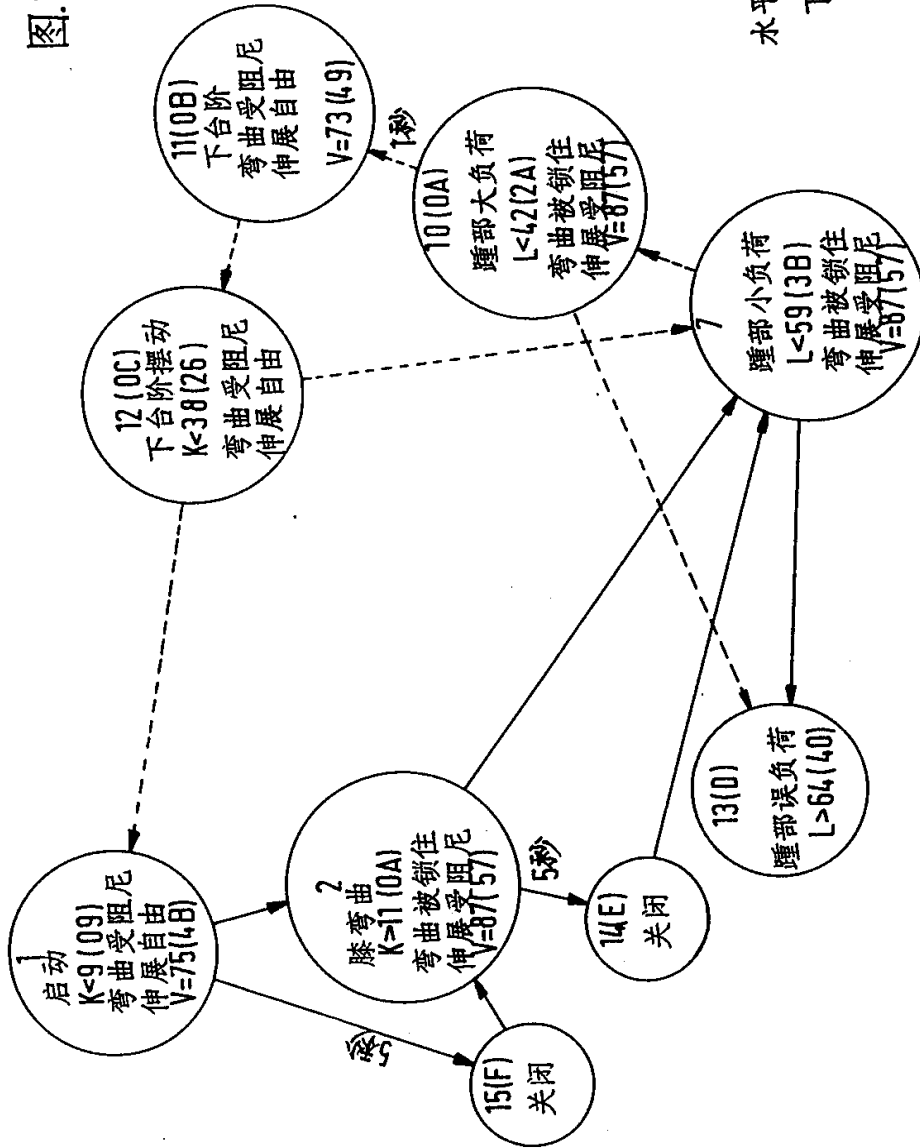 图.
1
启动
K<9(09)
弯曲受阻尼
伸展自由
V=75(4B)
12(0C)
下台阶摆动
K<38(26)
弯曲受阻尼
伸展自由
11(0B)
下台阶
弯曲受阻尼
伸展自由
V=73(49)
1秒
10(0A)
踵部大负荷
L<42(2A)
弯曲被锁住
伸展受阻尼
V=87(57)
5秒
15(F)
关闭
2
膝弯曲
K>11(0A)
弯曲被锁住
伸展受阻尼
V=87(57)
5秒
14(E)
关闭
13(D)
踵部误负荷
L>64(40)
7
踵部小负荷
L<59(3B)
弯曲被锁住
伸展受阻尼
V=87(57)
水平
下